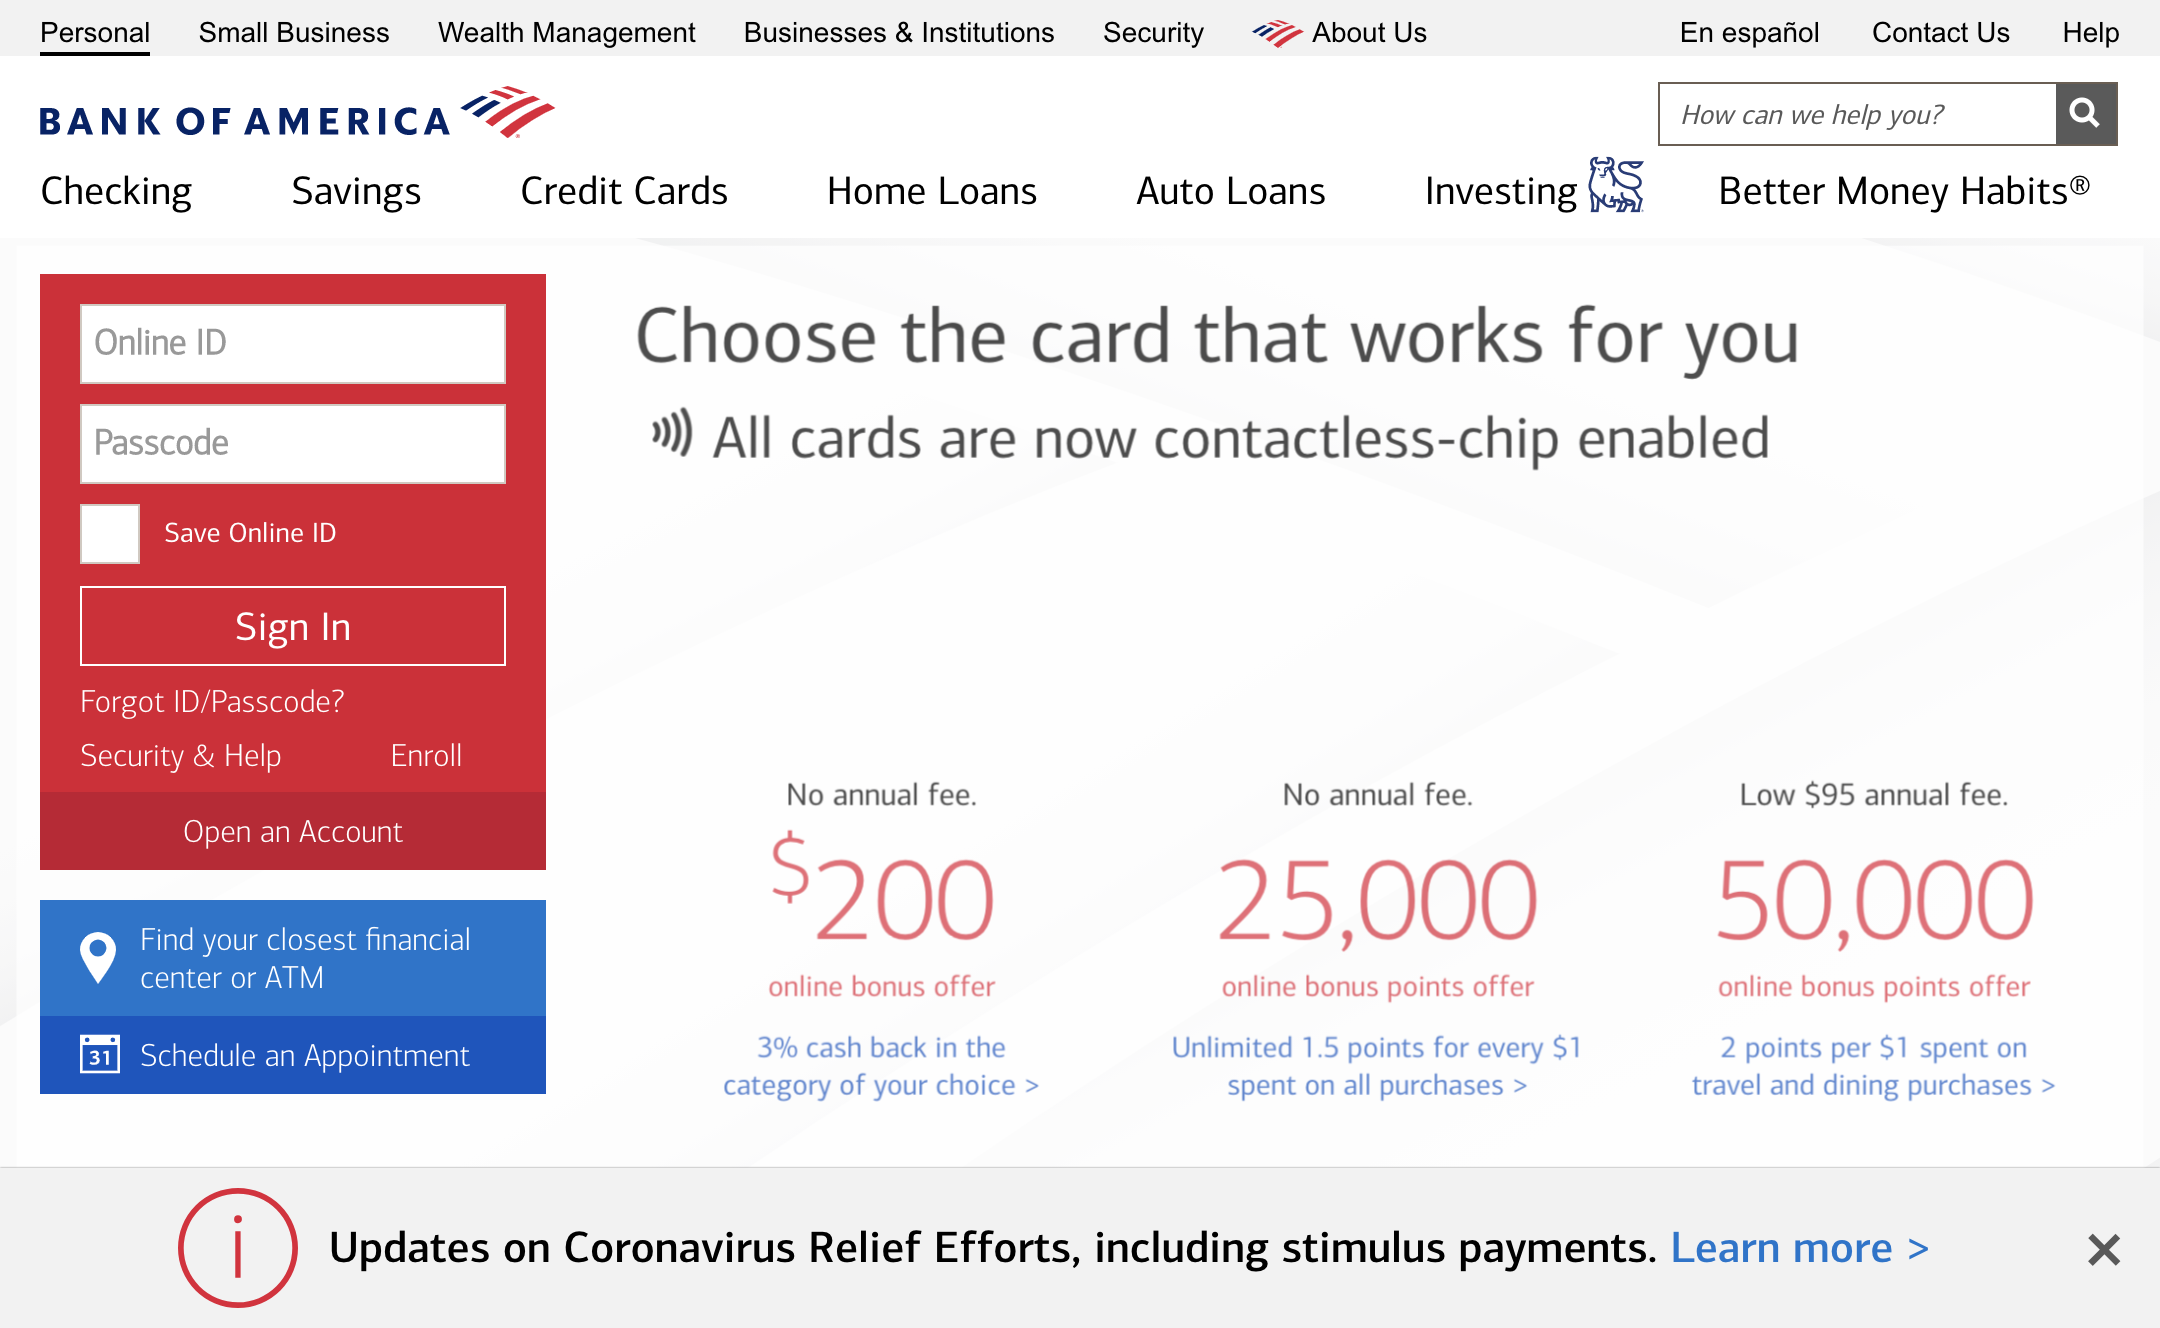 Personal Small Business Wealth Management Businesses & Institutions Security About Us En español Contact Us Help
BANK OF AMERICA
How can we help you?
Checking Savings Credit Cards Home Loans Auto Loans Investing Better Money Habits®
Online ID
Passcode
Save Online ID
Sign In
Forgot ID/Passcode?
Security & Help Enroll
Open an Account
Find your closest financial
center or ATM
31 Schedule an Appointment
Choose the card that works for you
All cards are now contactless-chip enabled
No annual fee.
$200
online bonus offer
3% cash back in the
category of your choice >
No annual fee.
25,000
online bonus points offer
Unlimited 1.5 points for every $1
spent on all purchases >
Low $95 annual fee.
50,000
online bonus points offer
2 points per $1 spent on
travel and dining purchases >
Updates on Coronavirus Relief Efforts, including stimulus payments. Learn more >